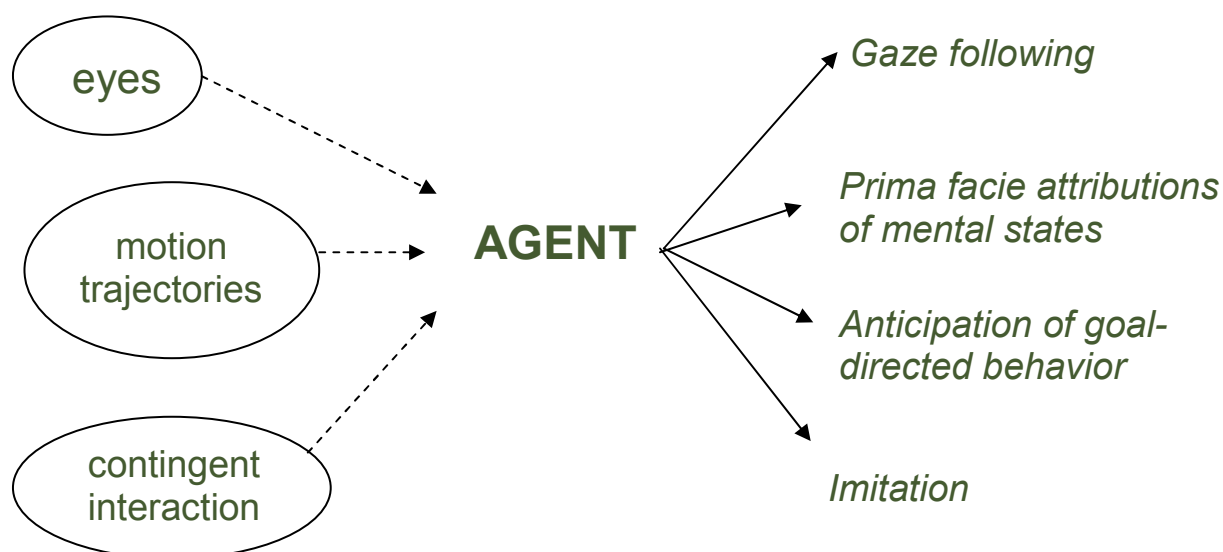 eyes
motion
trajectories
contingent
interaction
AGENT
Gaze following
Prima facie attributions
of mental states
Anticipation of goal-
directed behavior
Imitation